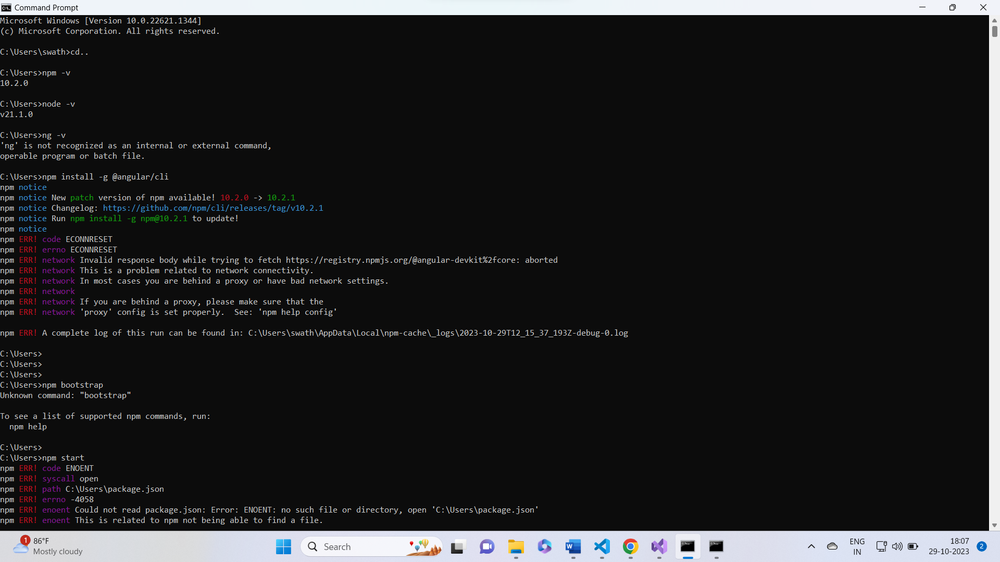 Command Prompt
Microsoft Windows [Version 10.0.22621.1344]
(c) Microsoft Corporation. All rights reserved.
C:\Users\swath>cd..
C:\Users>npm -v
10.2.0
C:\Users>node -v
v21.1.0
C:\Users>ng -v
'ng' is not recognized as an internal or external command,
operable program or batch file.
C:\Users>npm install -g @angular/cli
npm notice
npm notice New patch version of npm available! 10.2.0 -> 10.2.1
npm notice Changelog: https://github.com/npm/cli/releases/tag/v10.2.1
npm notice Run npm install -g npm@10.2.1 to update!
npm notice
npm ERR! code ECONNRESET
npm ERR! errno ECONNRESET
npm ERR! network Invalid response body while trying to fetch https://registry.npmjs.org/@angular-devkit%2fcore: aborted
npm ERR! network This is a problem related to network connectivity.
npm ERR! network In most cases you are behind a proxy or have bad network settings.
npm ERR! network
npm ERR! network If you are behind a proxy, please make sure that the
npm ERR! network 'proxy' config is set properly.  See: 'npm help config'
npm ERR! A complete log of this run can be found in: C:\Users\swath\AppData\Local\npm-cache\_logs\2023-10-29T12_15_37_193Z-debug-0.log
C:\Users>
C:\Users>
C:\Users>
C:\Users>npm bootstrap
Unknown command: "bootstrap"
To see a list of supported npm commands, run:
  npm help
C:\Users>
C:\Users>npm start
npm ERR! code ENOENT
npm ERR! syscall open
npm ERR! path C:\Users\package.json
npm ERR! errno -4058
npm ERR! enoent Could not read package.json: Error: ENOENT: no such file or directory, open 'C:\Users\package.json'
npm ERR! enoent This is related to npm not being able to find a file.
1
86°F
Mostly cloudy
Search
ENG
IN
18:07
29-10-2023
2